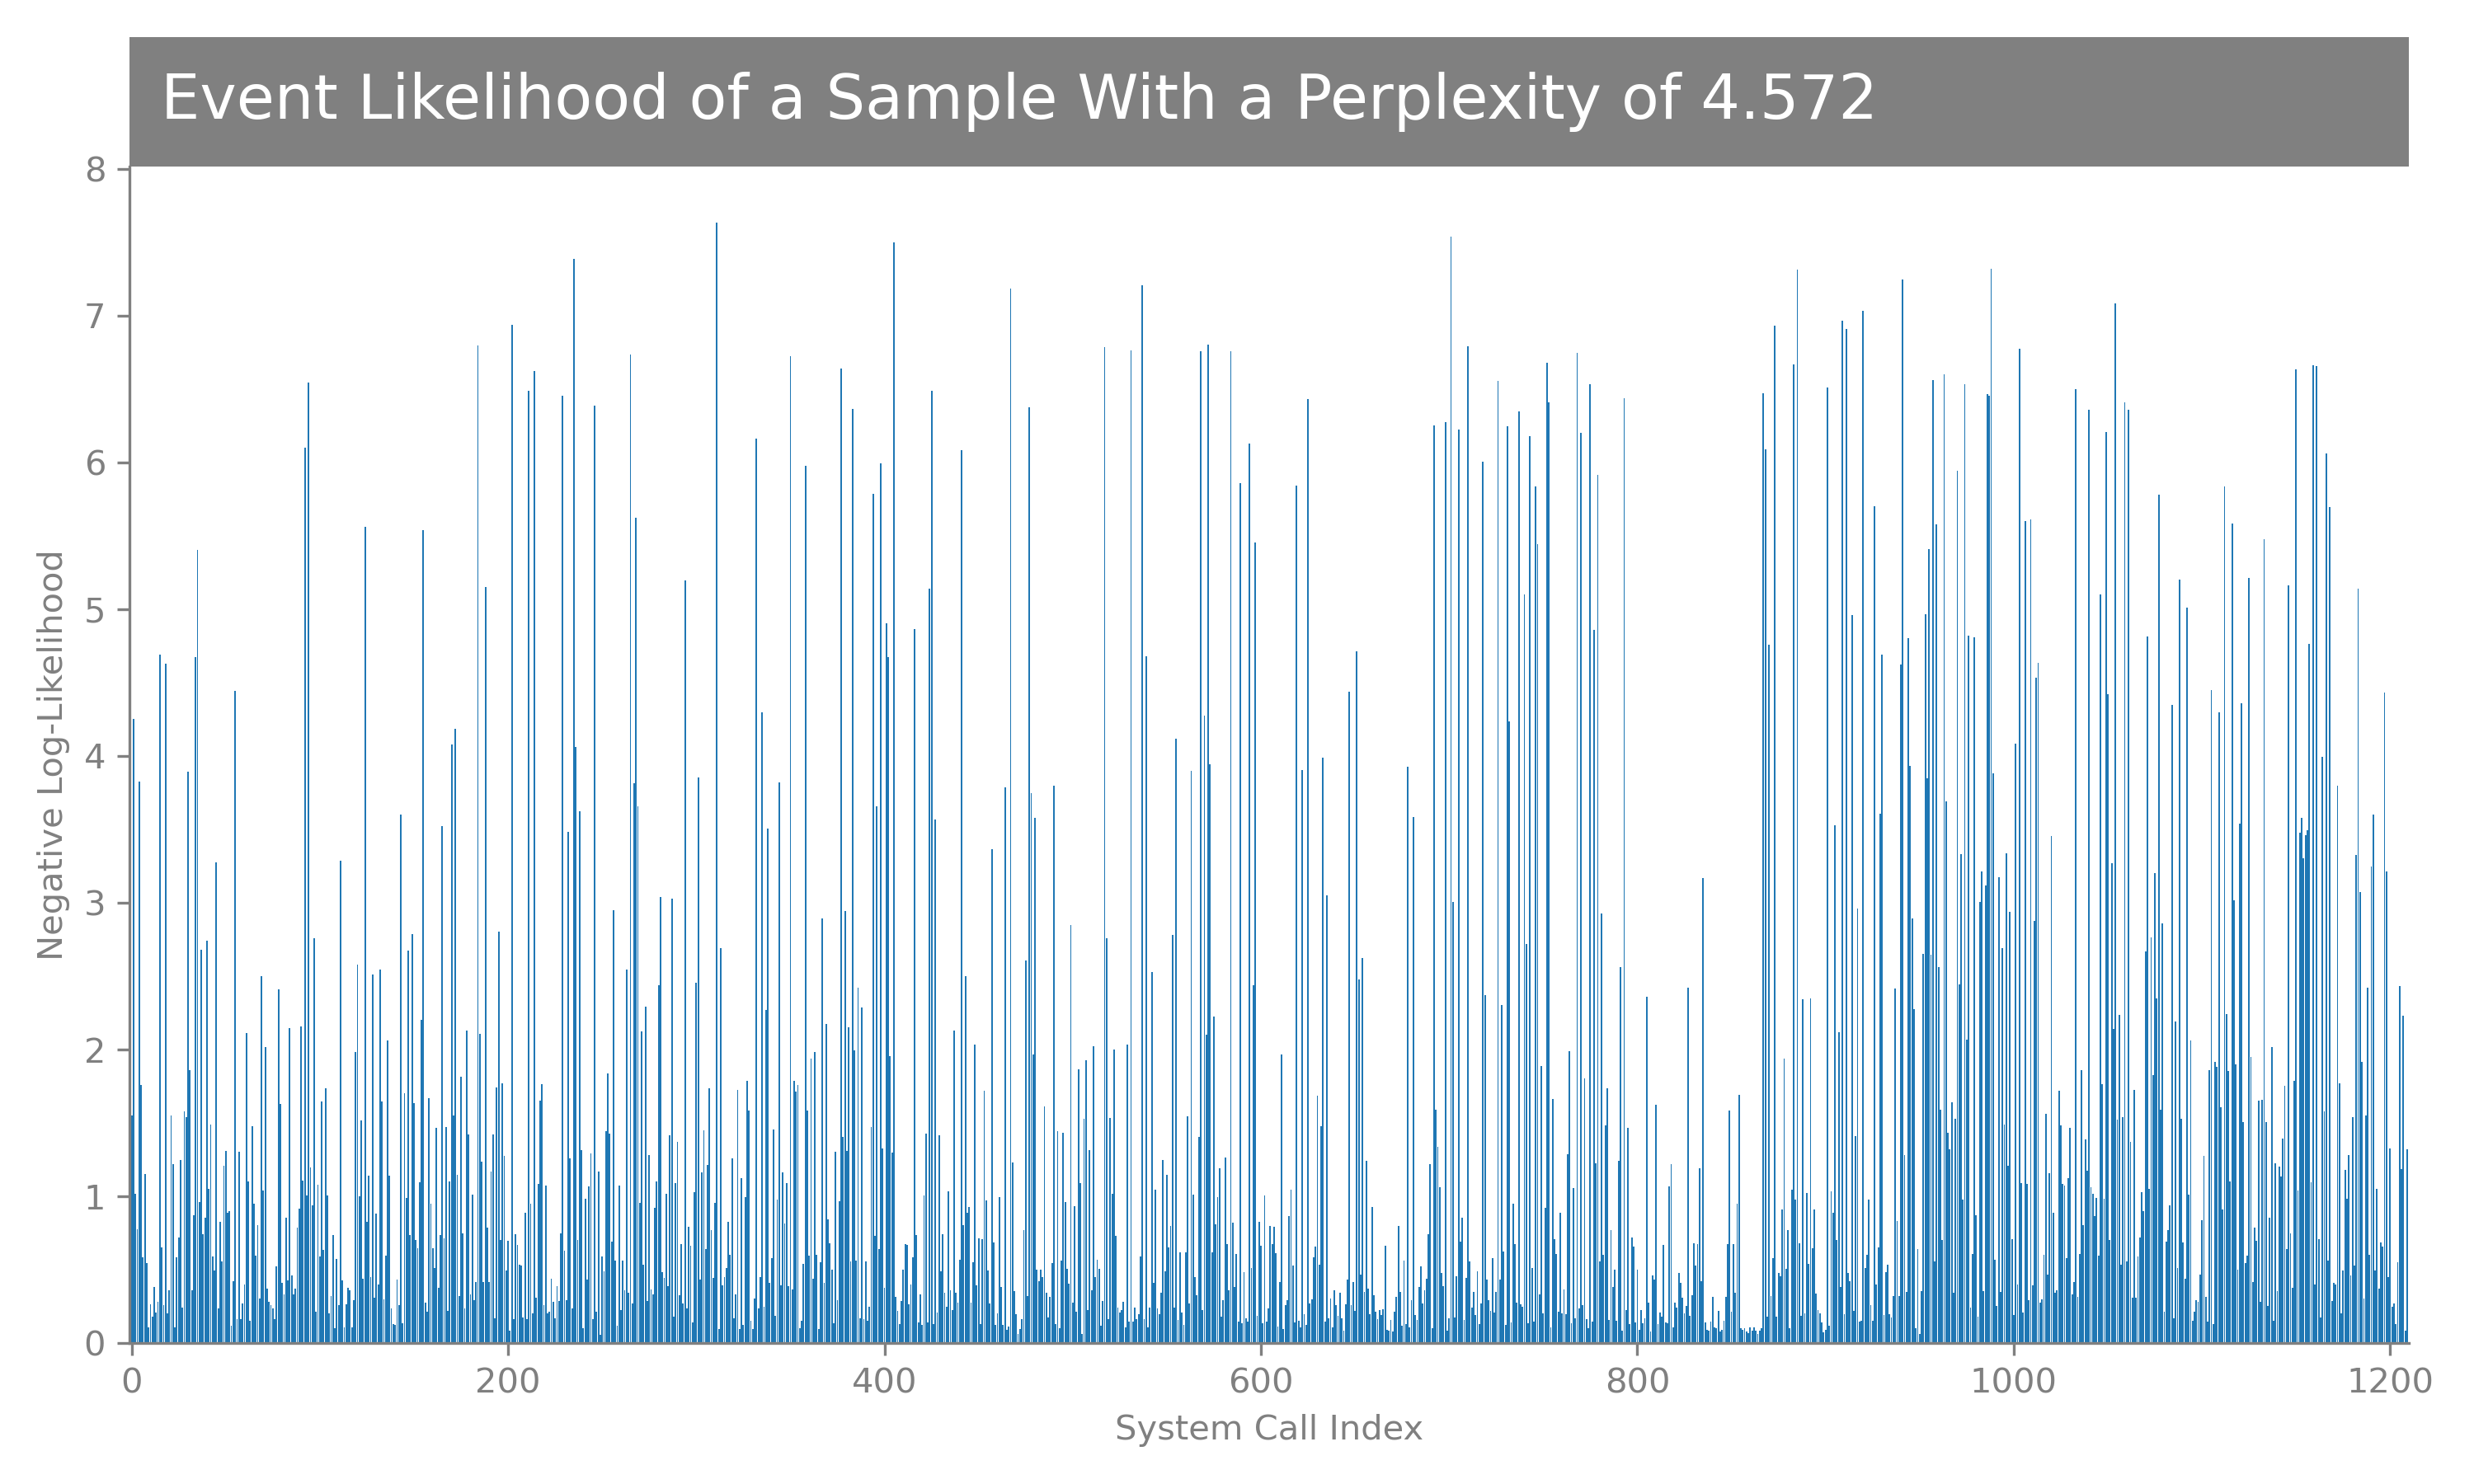 Event Likelihood of a Sample With a Perplexity of 4.572
8
7
6
5
4
3
2
1
0
Negative Log-Likelihood
0 200 400 600 800 1000 1200
System Call Index